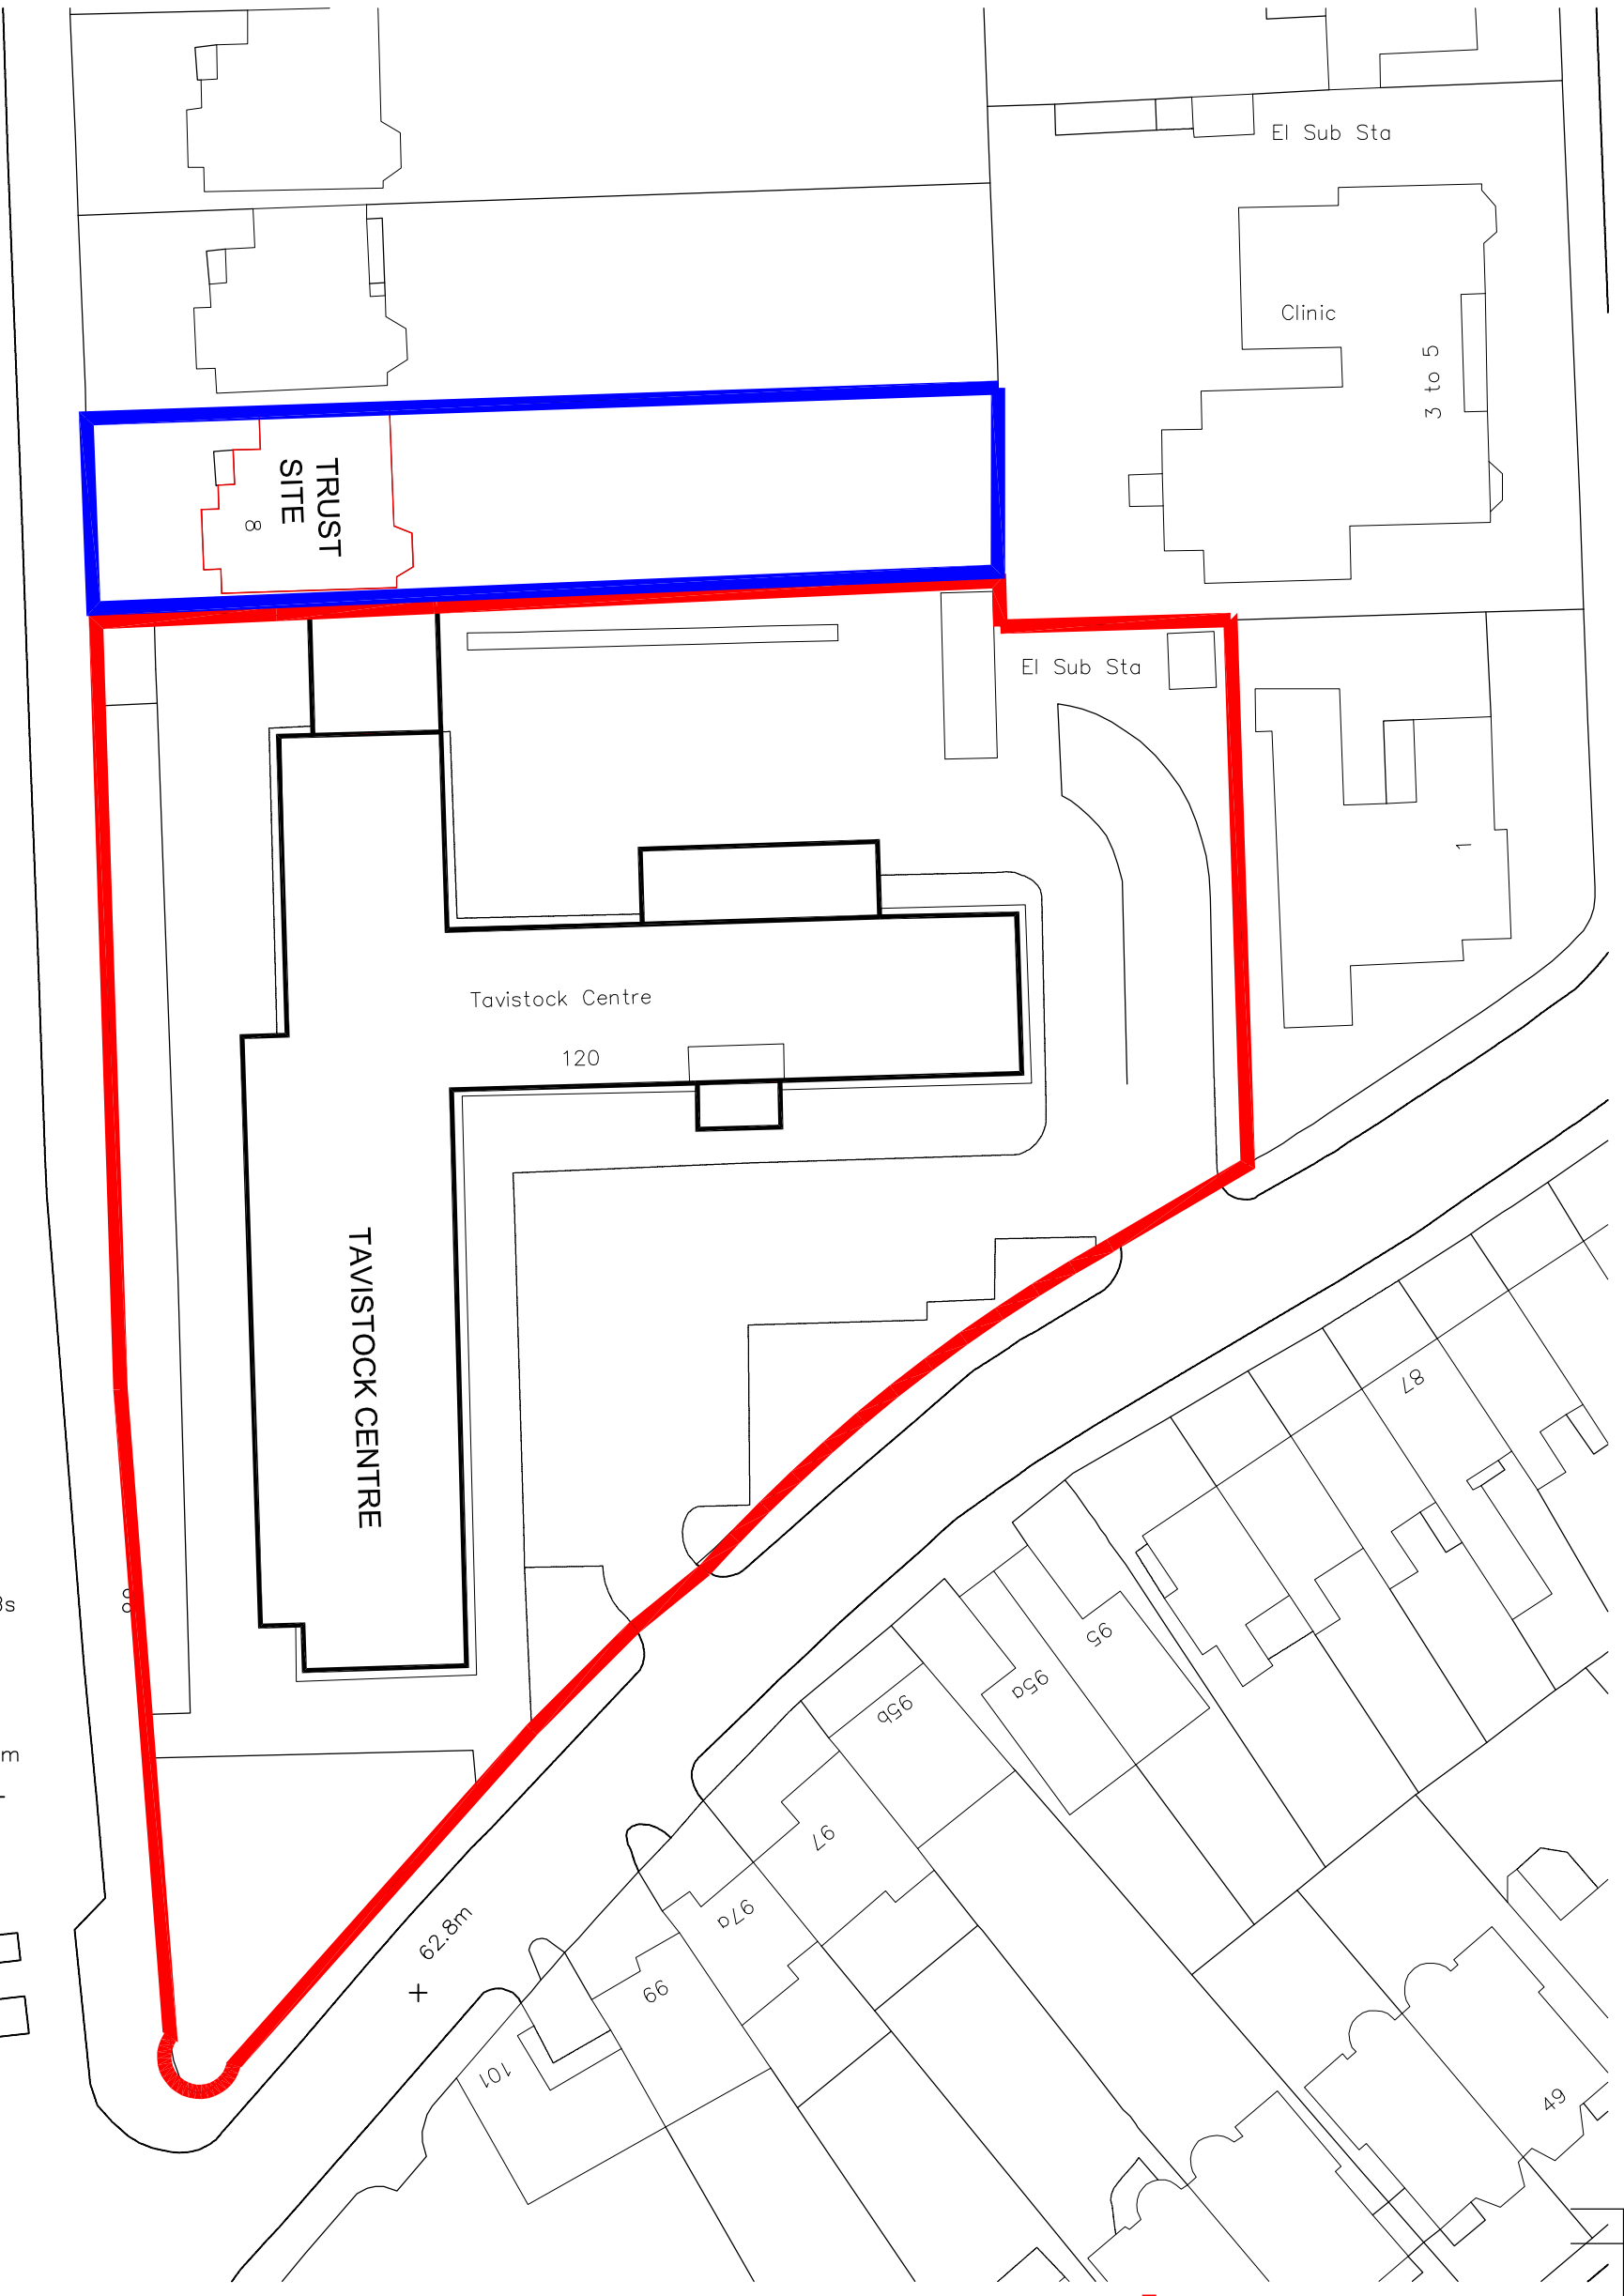 El Sub Sta
Clinic
3 to 5
TRUST
SITE
8
El Sub Sta
1
Tavistock Centre
120
TAVISTOCK CENTRE
87
95
95a
95b
97
97a
99
101
62.8m
49
m